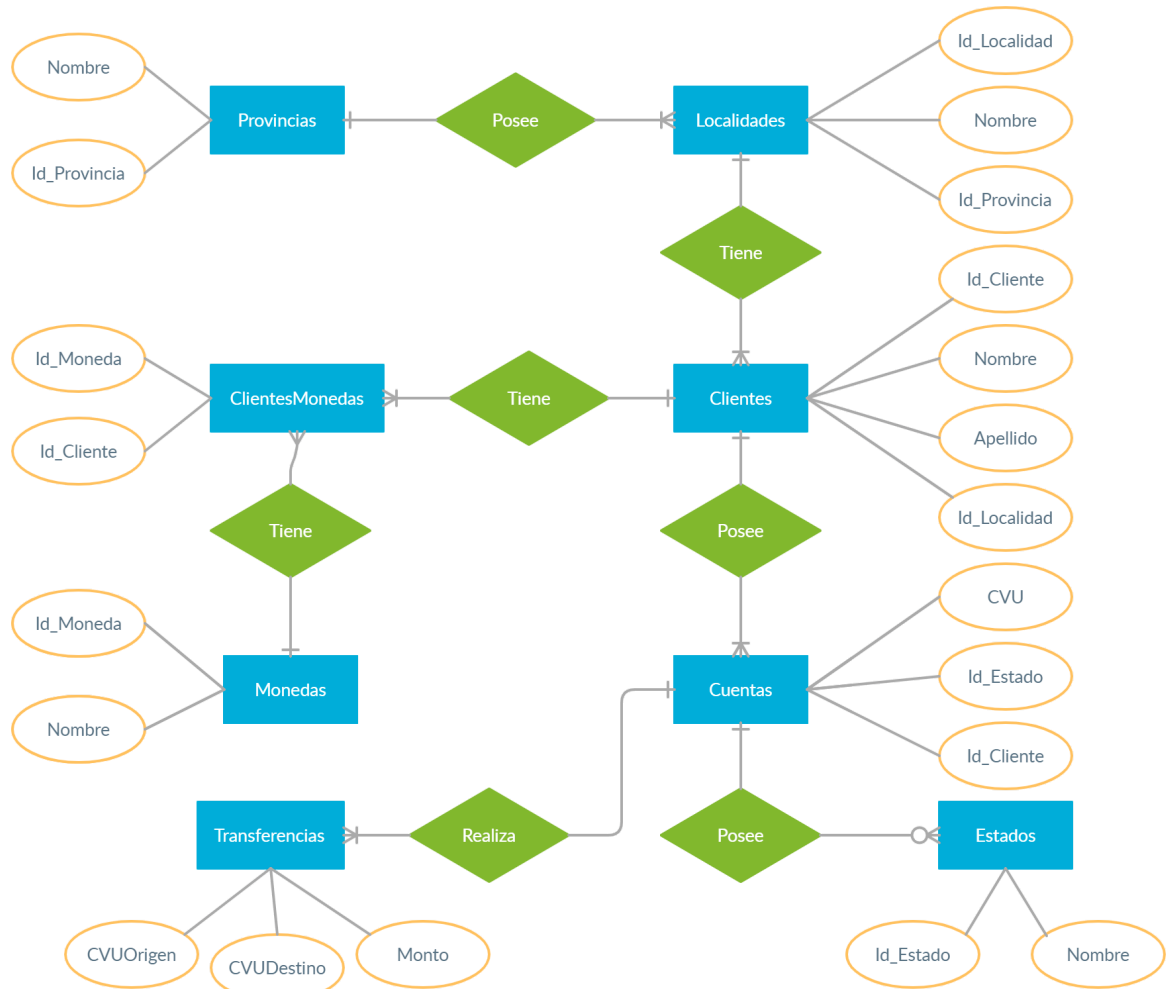 Id_Localidad
Nombre
Provincias
Posee
Localidades
Nombre
Id_Provincia
Id_Provincia
Tiene
Id_Cliente
Id_Moneda
Nombre
ClientesMonedas
Tiene
Clientes
Id_Cliente
Apellido
Id_Localidad
Tiene
Posee
CVU
Id_Moneda
Id_Estado
Monedas
Cuentas
Nombre
Id_Cliente
Transferencias
Realiza
Posee
Estados
CVUOrigen
CVUDestino
Monto
Id_Estado
Nombre